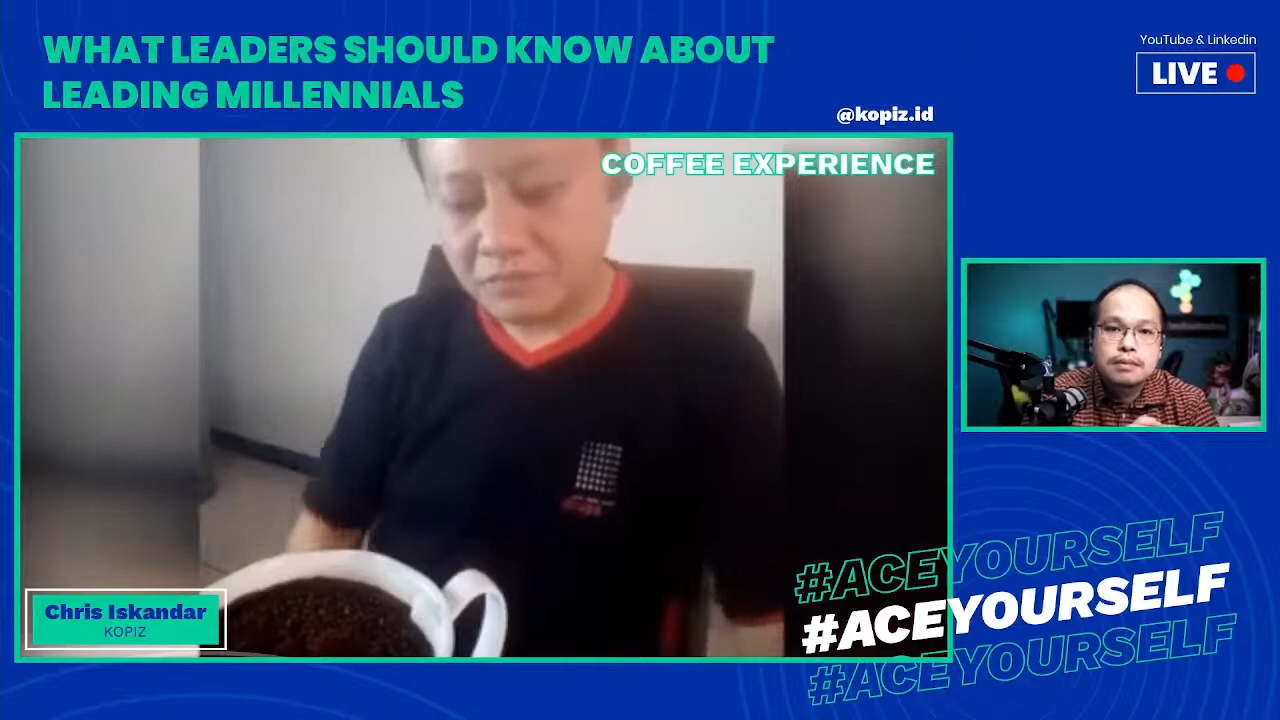 WHAT LEADERS SHOULD KNOW ABOUT
LEADING MILLENNIALS
YouTube & Linkedin
LIVE
@kopiz.id
COFFEE EXPERIENCE
Chris Iskandar
KOPIZ
#ACEYOURSELF
#ACEYOURSELF
#ACEYOURSELF